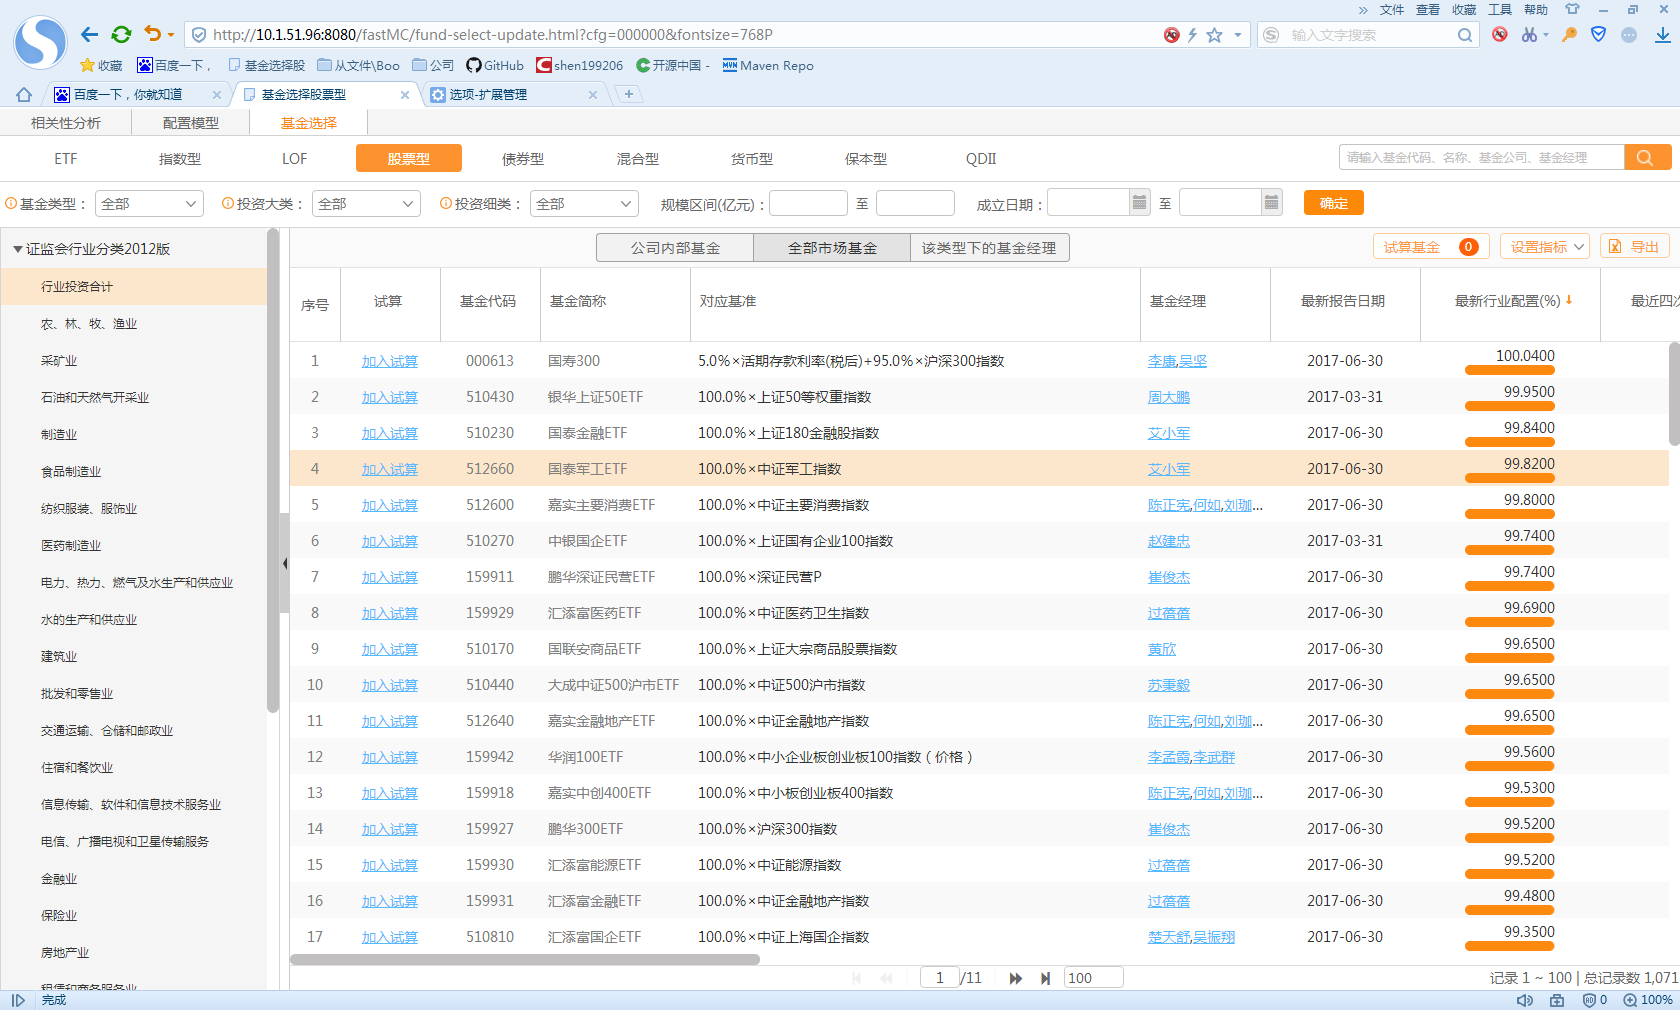 文件 查看 收藏 工具 帮助
http://10.1.51.96:8080/fastMC/fund-select-update.html?cfg=000000&fontsize=768P
输入文字搜索
收藏 百度一下， 基金选择股 从文件\Boo 公司 GitHub shen199206 开源中国 - Maven Repo
百度一下，你就知道 基金选择股票型 选项-扩展管理
相关性分析 配置模型 基金选择
ETF 指数型 LOF 股票型 债券型 混合型 货币型 保本型 QDII
请输入基金代码、名称、基金公司、基金经理
基金类型： 全部 投资大类： 全部 投资细类： 全部 规模区间(亿元)： 至 成立日期： 至 确定
证监会行业分类2012版
行业投资合计
农、林、牧、渔业
采矿业
石油和天然气开采业
制造业
食品制造业
纺织服装、服饰业
医药制造业
电力、热力、燃气及水生产和供应业
水的生产和供应业
建筑业
批发和零售业
交通运输、仓储和邮政业
住宿和餐饮业
信息传输、软件和信息技术服务业
电信、广播电视和卫星传输服务
金融业
保险业
房地产业
租赁和商务服务业
公司内部基金 全部市场基金 该类型下的基金经理
试算基金 0 设置指标 导出
序号 试算 基金代码 基金简称 对应基准 基金经理 最新报告日期 最新行业配置(%) 最近四次
1 加入试算 000613 国寿300 5.0%×活期存款利率(税后)+95.0%×沪深300指数 李康,吴坚 2017-06-30 100.0400
2 加入试算 510430 银华上证50ETF 100.0%×上证50等权重指数 周大鹏 2017-03-31 99.9500
3 加入试算 510230 国泰金融ETF 100.0%×上证180金融股指数 艾小军 2017-06-30 99.8400
4 加入试算 512660 国泰军工ETF 100.0%×中证军工指数 艾小军 2017-06-30 99.8200
5 加入试算 512600 嘉实主要消费ETF 100.0%×中证主要消费指数 陈正宪,何如,刘珈... 2017-06-30 99.8000
6 加入试算 510270 中银国企ETF 100.0%×上证国有企业100指数 赵建忠 2017-03-31 99.7400
7 加入试算 159911 鹏华深证民营ETF 100.0%×深证民营P 崔俊杰 2017-06-30 99.7400
8 加入试算 159929 汇添富医药ETF 100.0%×中证医药卫生指数 过蓓蓓 2017-06-30 99.6900
9 加入试算 510170 国联安商品ETF 100.0%×上证大宗商品股票指数 黄欣 2017-06-30 99.6500
10 加入试算 510440 大成中证500沪市ETF 100.0%×中证500沪市指数 苏秉毅 2017-06-30 99.6500
11 加入试算 512640 嘉实金融地产ETF 100.0%×中证金融地产指数 陈正宪,何如,刘珈... 2017-06-30 99.6500
12 加入试算 159942 华润100ETF 100.0%×中小企业板创业板100指数（价格） 李孟霞,李武群 2017-06-30 99.5600
13 加入试算 159918 嘉实中创400ETF 100.0%×中小板创业板400指数 陈正宪,何如,刘珈... 2017-06-30 99.5300
14 加入试算 159927 鹏华300ETF 100.0%×沪深300指数 崔俊杰 2017-06-30 99.5200
15 加入试算 159930 汇添富能源ETF 100.0%×中证能源指数 过蓓蓓 2017-06-30 99.5200
16 加入试算 159931 汇添富金融ETF 100.0%×中证金融地产指数 过蓓蓓 2017-06-30 99.4800
17 加入试算 510810 汇添富国企ETF 100.0%×中证上海国企指数 楚天舒,吴振翔 2017-06-30 99.3500
1 /11 100 记录 1 ~ 100 | 总记录数 1,071
完成 0 100%